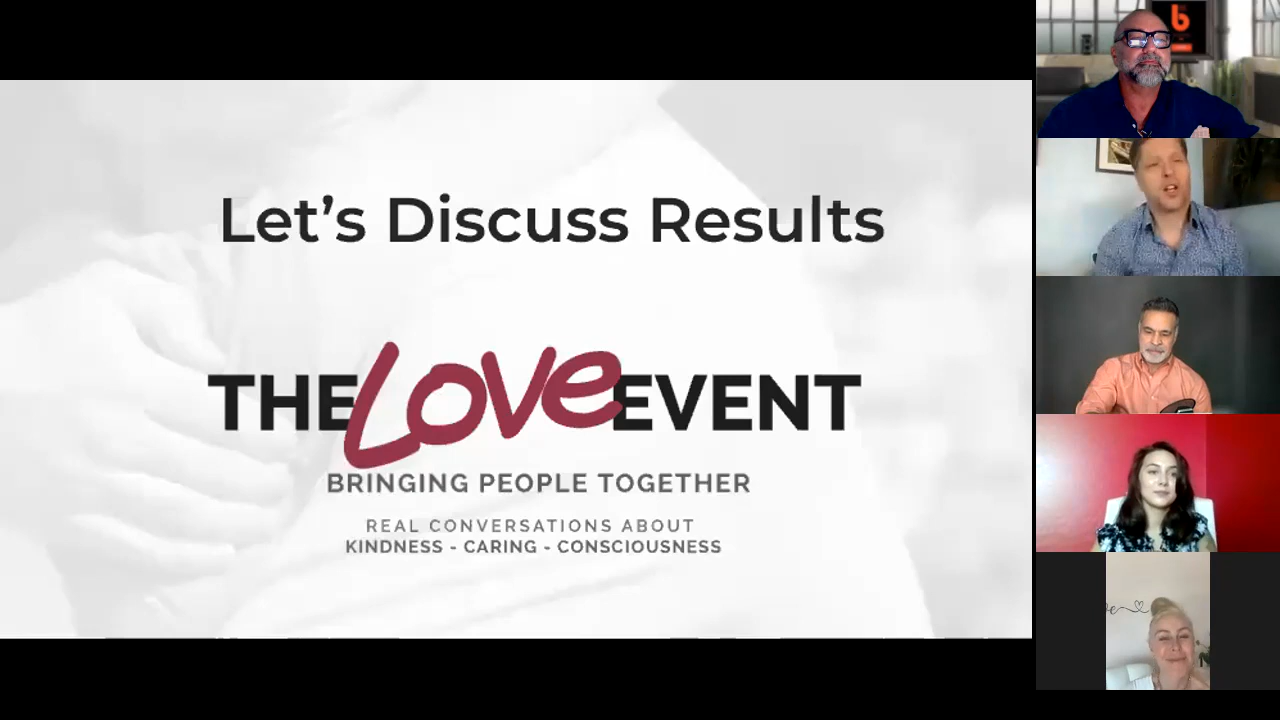 Let's Discuss Results
THE Love EVENT
BRINGING PEOPLE TOGETHER
REAL CONVERSATIONS ABOUT
KINDNESS - CARING - CONSCIOUSNESS
b